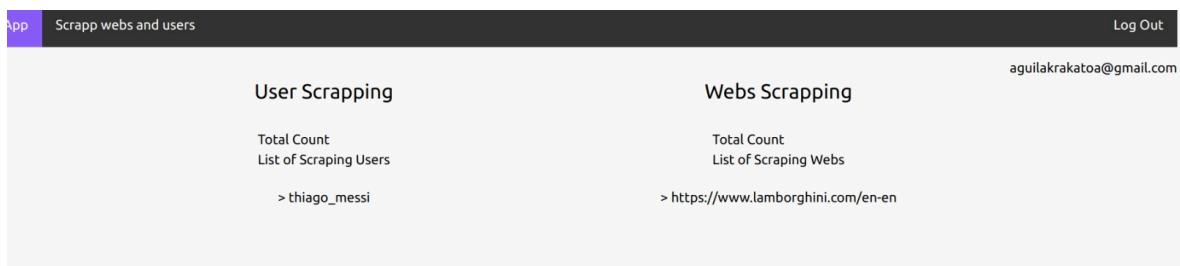 App Scrapp webs and users Log Out
aguilakrakatoa@gmail.com
User Scrapping
Total Count
List of Scraping Users
> thiago_messi
Webs Scrapping
Total Count
List of Scraping Webs
> https://www.lamborghini.com/en-en